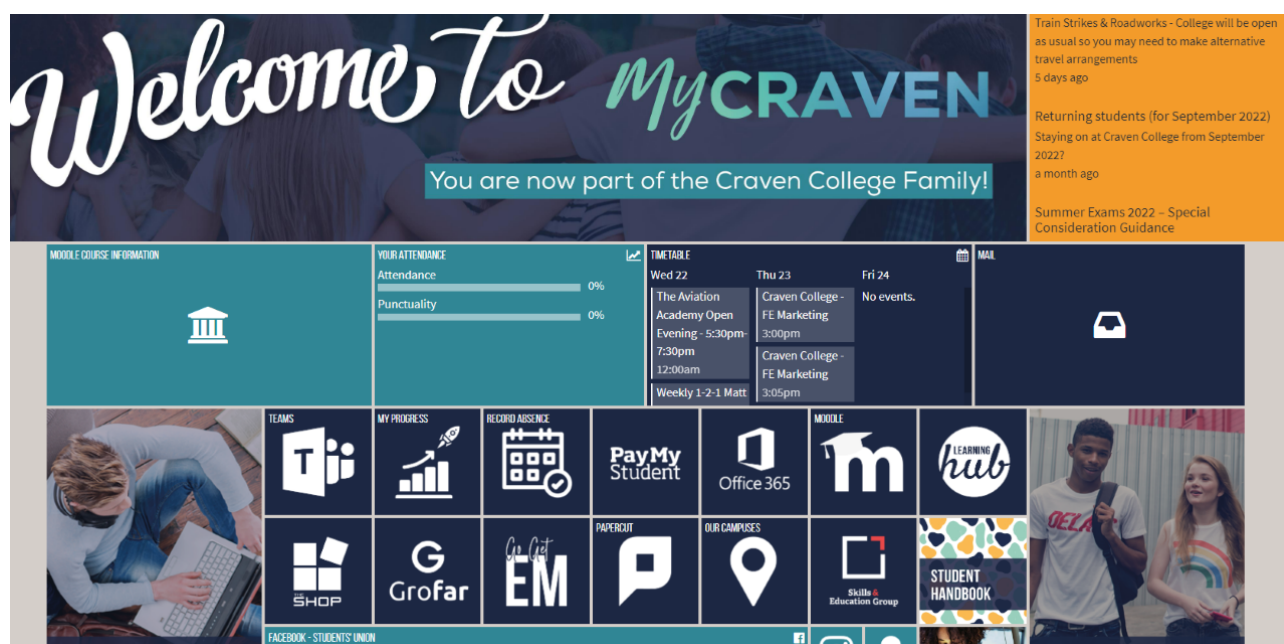 Welcome to
MyCRAVEN
You are now part of the Craven College Family!
Train Strikes & Roadworks - College will be open
as usual so you may need to make alternative
travel arrangements
5 days ago
Returning students (for September 2022)
Staying on at Craven College from September
2022?
a month ago
Summer Exams 2022 – Special
Consideration Guidance
MOODLE COURSE INFORMATION
YOUR ATTENDANCE
Attendance
0%
Punctuality
0%
TIMETABLE
Wed 22
The Aviation
Academy Open
Evening - 5:30pm-
7:30pm
12:00am
Weekly 1-2-1 Matt
Thu 23
Craven College -
FE Marketing
3:00pm
Craven College -
FE Marketing
3:05pm
Fri 24
No events.
MAIL
TEAMS
T
MY PROGRESS
RECORD ABSENCE
PayMy
Student
Office 365
MOODLE
m
LEARNING
hub
THE
SHOP
G
Grofar
Go Get
EM
PAPERCUT
OUR CAMPUSES
Skills &
Education Group
STUDENT
HANDBOOK
FACEBOOK - STUDENTS' UNION